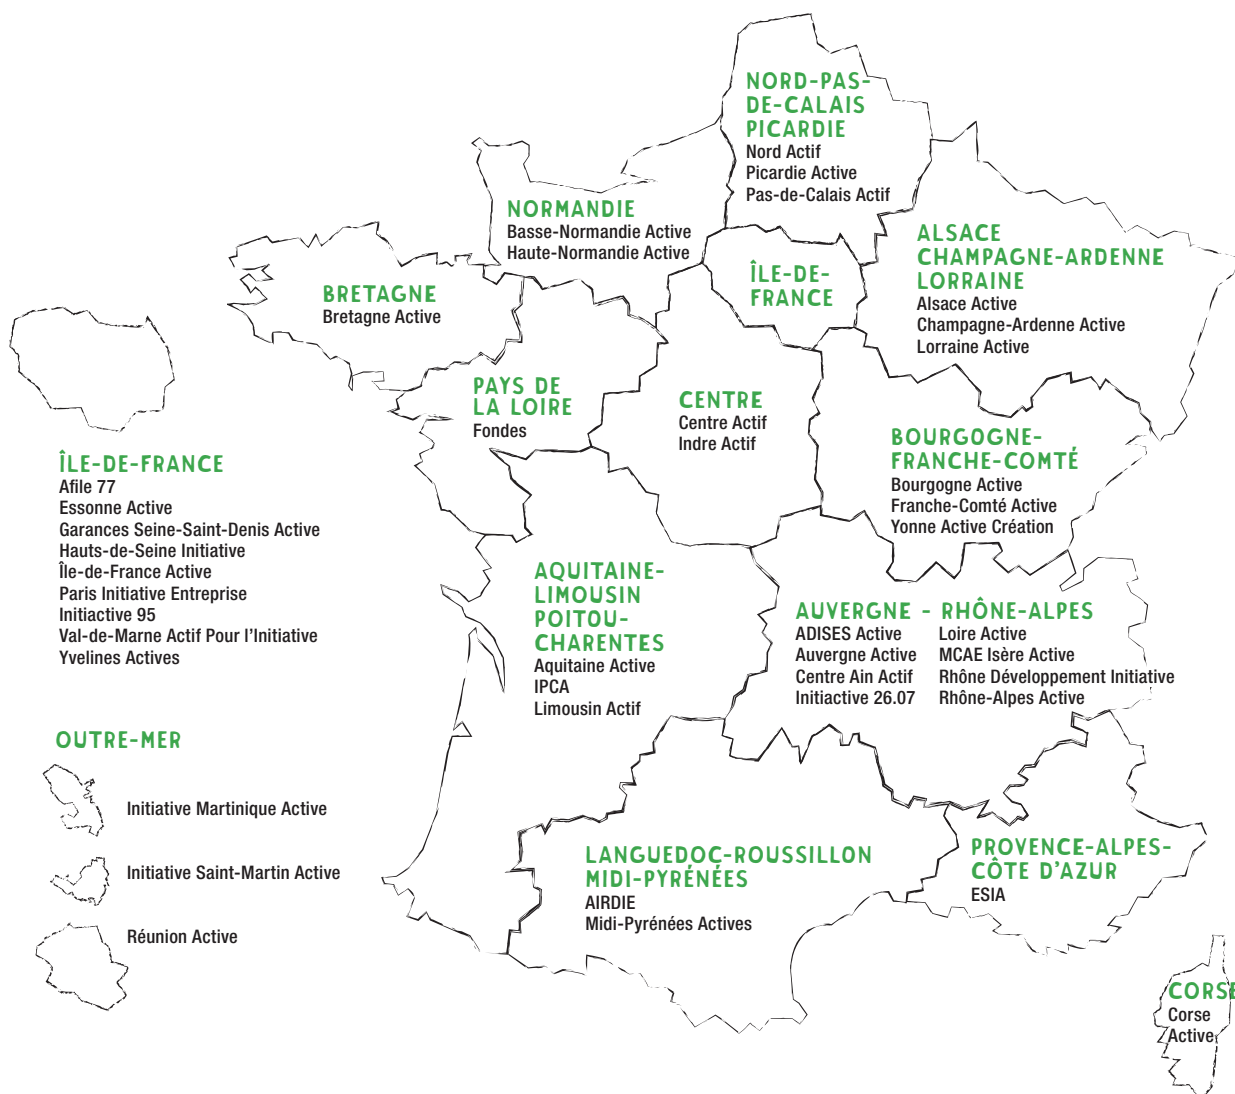 NORD-PAS-
DE-CALAIS
PICARDIE
Nord Actif
Picardie Active
Pas-de-Calais Actif
NORMANDIE
Basse-Normandie Active
Haute-Normandie Active
ALSACE
CHAMPAGNE-ARDENNE
LORRAINE
Alsace Active
Champagne-Ardenne Active
Lorraine Active
ÎLE-DE-
FRANCE
BRETAGNE
Bretagne Active
PAYS DE
LA LOIRE
Fondes
CENTRE
Centre Actif
Indre Actif
BOURGOGNE-
FRANCHE-COMTÉ
Bourgogne Active
Franche-Comté Active
Yonne Active Création
ÎLE-DE-FRANCE
Afile 77
Essonne Active
Garances Seine-Saint-Denis Active
Hauts-de-Seine Initiative
Île-de-France Active
Paris Initiative Entreprise
Initiactive 95
Val-de-Marne Actif Pour l'Initiative
Yvelines Actives
AQUITAINE-
LIMOUSIN
POITOU-
CHARENTES
Aquitaine Active
IPCA
Limousin Actif
AUVERGNE - RHÔNE-ALPES
ADISES Active
Auvergne Active
Centre Ain Actif
Initiactive 26.07
Loire Active
MCAE Isère Active
Rhône Développement Initiative
Rhône-Alpes Active
OUTRE-MER
Initiative Martinique Active
Initiative Saint-Martin Active
Réunion Active
LANGUEDOC-ROUSSILLON
MIDI-PYRÉNÉES
AIRDIE
Midi-Pyrénées Actives
PROVENCE-ALPES-
CÔTE D'AZUR
ESIA
CORSE
Corse
Active